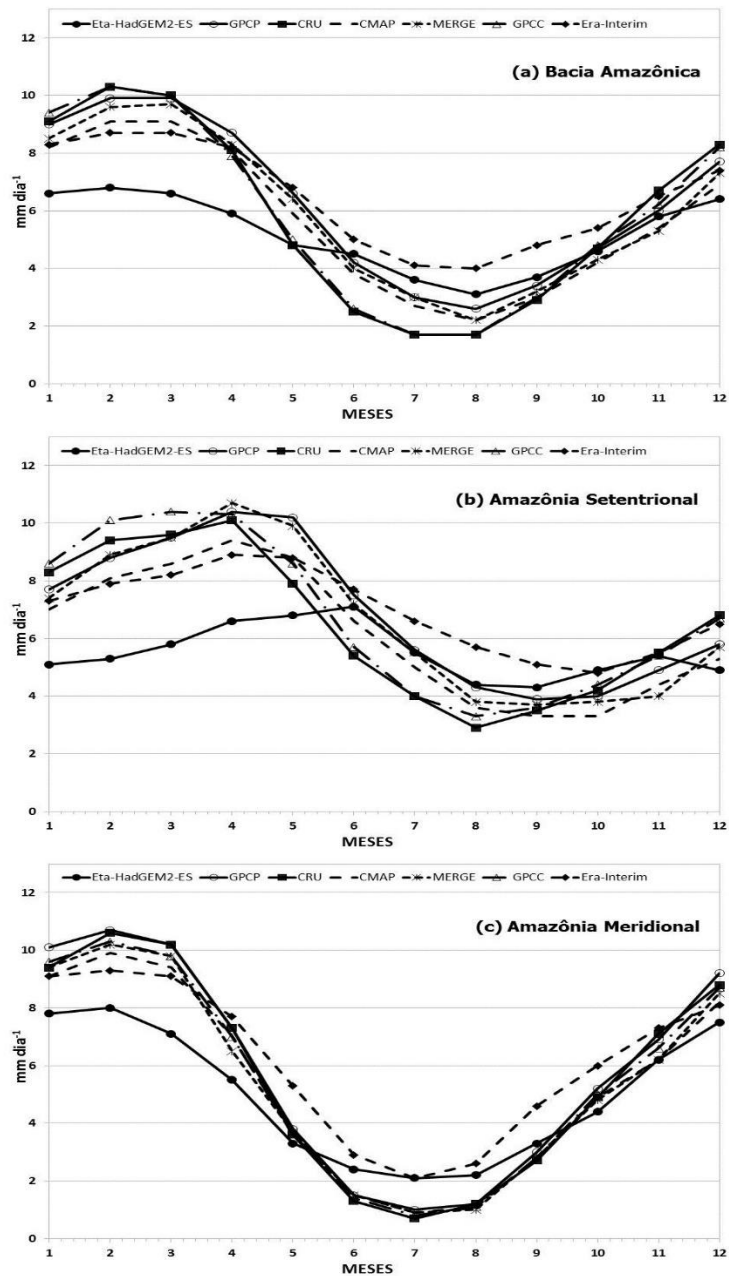 Eta-HadGEM2-ES GPCP CRU CMAP MERGE GPCC Era-Interim
(a) Bacia Amazônica
12
10
8
6
4
2
0
mm dia-1
1 2 3 4 5 6 7 8 9 10 11 12
MESES
Eta-HadGEM2-ES GPCP CRU CMAP MERGE GPCC Era-Interim
(b) Amazônia Setentrional
12
10
8
6
4
2
0
mm dia-1
1 2 3 4 5 6 7 8 9 10 11 12
MESES
Eta-HadGEM2-ES GPCP CRU CMAP MERGE GPCC Era-Interim
(c) Amazônia Meridional
12
10
8
6
4
2
0
mm dia-1
1 2 3 4 5 6 7 8 9 10 11 12
MESES